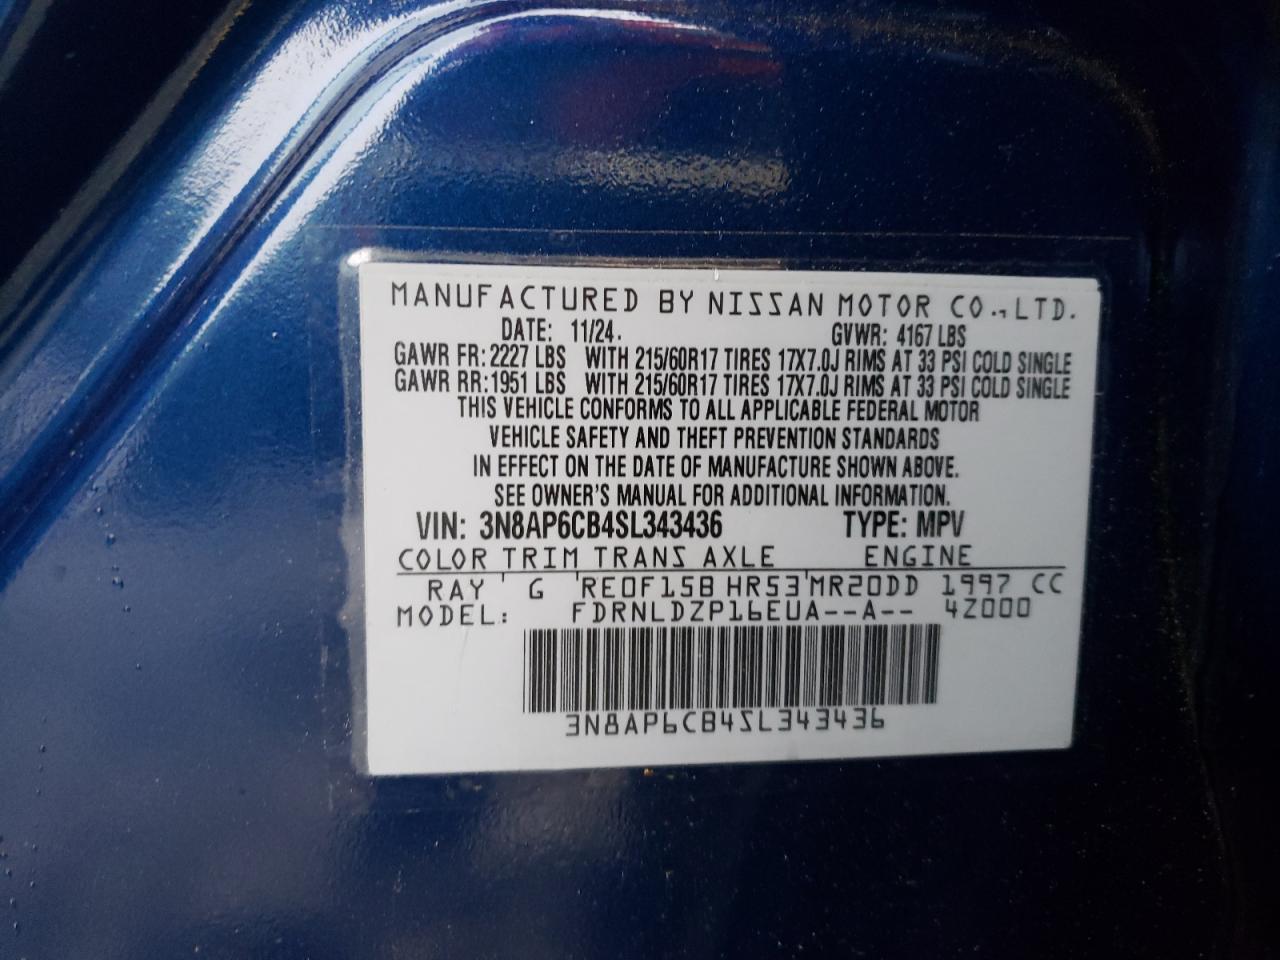 MANUFACTURED BY NISSAN MOTOR CO.,LTD.
DATE: 11/24. GVWR: 4167 LBS
GAWR FR: 2227 LBS WITH 215/60R17 TIRES 17X7.0J RIMS AT 33 PSI COLD SINGLE
GAWR RR: 1951 LBS WITH 215/60R17 TIRES 17X7.0J RIMS AT 33 PSI COLD SINGLE
THIS VEHICLE CONFORMS TO ALL APPLICABLE FEDERAL MOTOR
VEHICLE SAFETY AND THEFT PREVENTION STANDARDS
IN EFFECT ON THE DATE OF MANUFACTURE SHOWN ABOVE.
SEE OWNER'S MANUAL FOR ADDITIONAL INFORMATION.
VIN: 3N8AP6CB4SL343436 TYPE: MPV
COLOR TRIM TRANS AXLE ENGINE
RAY G RE0F15B HR53 MR20DD 1997 CC
MODEL: FDRNLDZP16EUA--A-- 4Z000
3N8AP6CB4SL343436